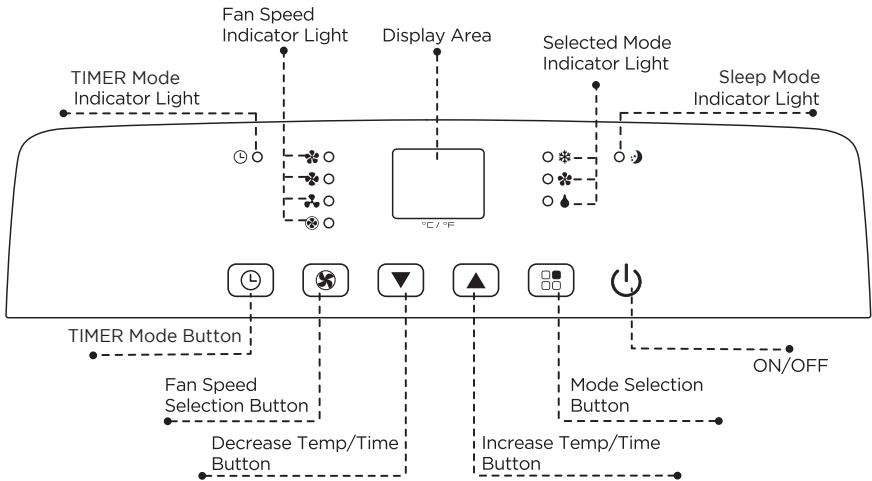 Fan Speed
Indicator Light
Display Area
Selected Mode
Indicator Light
TIMER Mode
Indicator Light
Sleep Mode
Indicator Light
°C / °F
TIMER Mode Button
ON/OFF
Fan Speed
Selection Button
Mode Selection
Button
Decrease Temp/Time
Button
Increase Temp/Time
Button